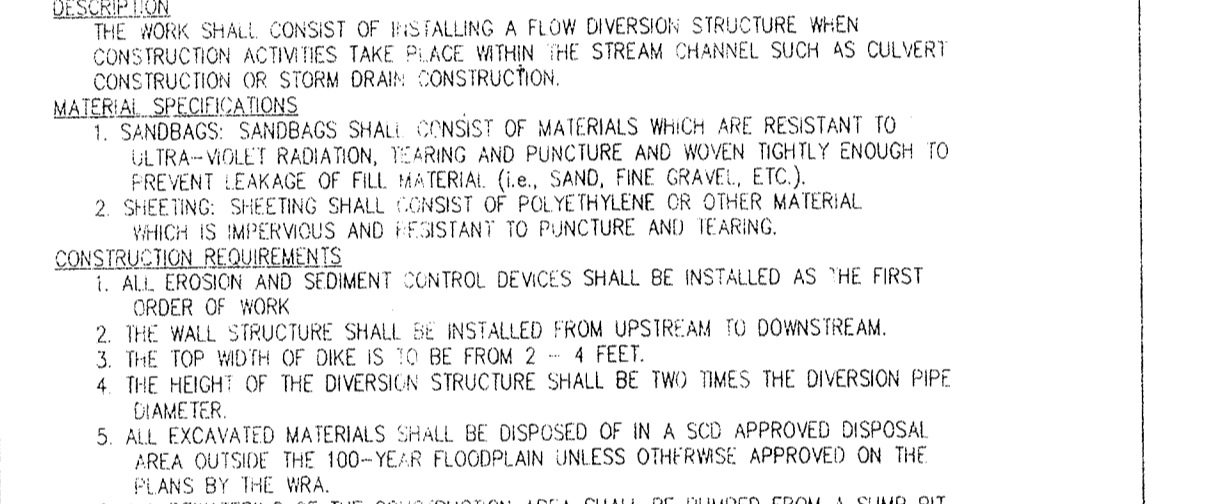 DESCRIPTION
THE WORK SHALL CONSIST OF INSTALLING A FLOW DIVERSION STRUCTURE WHEN
CONSTRUCTION ACTIVITIES TAKE PLACE WITHIN THE STREAM CHANNEL SUCH AS CULVERT
CONSTRUCTION OR STORM DRAIN CONSTRUCTION.
MATERIAL SPECIFICATIONS
1. SANDBAGS: SANDBAGS SHALL CONSIST OF MATERIALS WHICH ARE RESISTANT TO
ULTRA-VIOLET RADIATION, TEARING AND PUNCTURE AND WOVEN TIGHTLY ENOUGH TO
PREVENT LEAKAGE OF FILL MATERIAL (i.e., SAND, FINE GRAVEL, ETC.).
2. SHEETING: SHEETING SHALL CONSIST OF POLYETHYLENE OR OTHER MATERIAL
WHICH IS IMPERVIOUS AND RESISTANT TO PUNCTURE AND TEARING.
CONSTRUCTION REQUIREMENTS
1. ALL EROSION AND SEDIMENT CONTROL DEVICES SHALL BE INSTALLED AS THE FIRST
ORDER OF WORK
2. THE WALL STRUCTURE SHALL BE INSTALLED FROM UPSTREAM TO DOWNSTREAM.
3. THE TOP WIDTH OF DIKE IS TO BE FROM 2 - 4 FEET.
4. THE HEIGHT OF THE DIVERSION STRUCTURE SHALL BE TWO TIMES THE DIVERSION PIPE
DIAMETER.
5. ALL EXCAVATED MATERIALS SHALL BE DISPOSED OF IN A SCD APPROVED DISPOSAL
AREA OUTSIDE THE 100-YEAR FLOODPLAIN UNLESS OTHERWISE APPROVED ON THE
PLANS BY THE WRA.